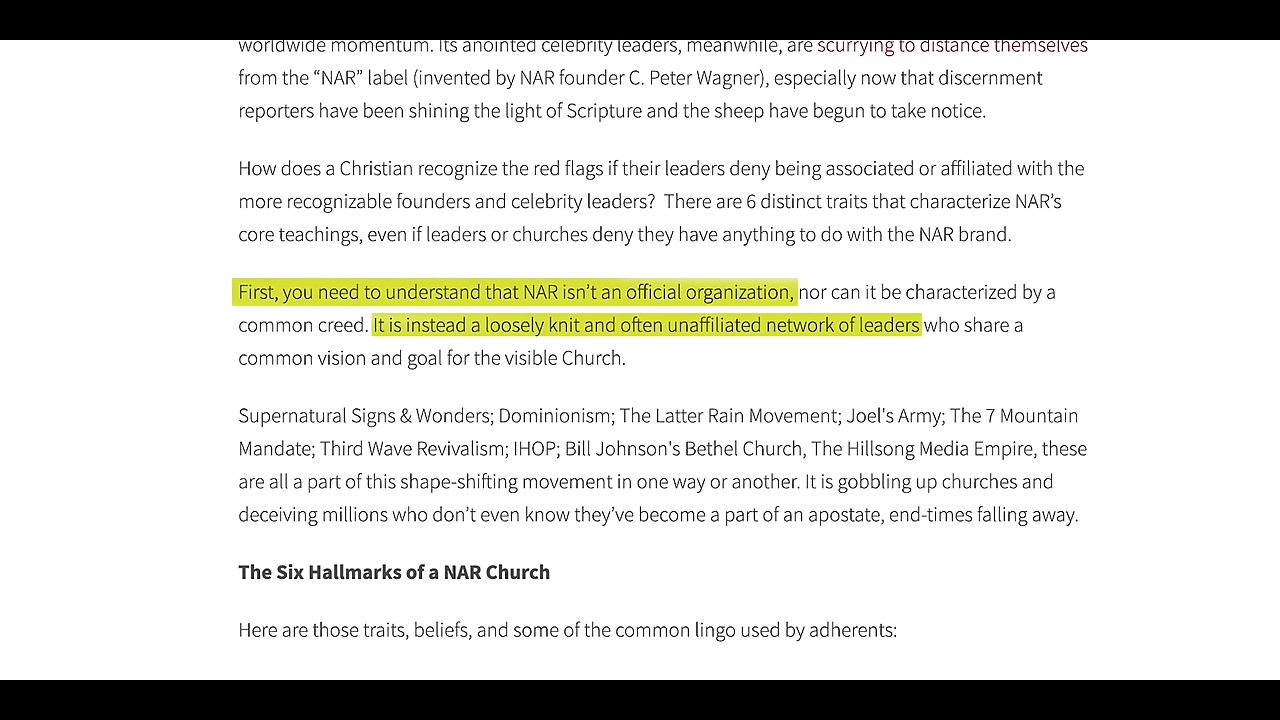 worldwide momentum. Its anointed celebrity leaders, meanwhile, are scurrying to distance themselves
from the “NAR” label (invented by NAR founder C. Peter Wagner), especially now that discernment
reporters have been shining the light of Scripture and the sheep have begun to take notice.
How does a Christian recognize the red flags if their leaders deny being associated or affiliated with the
more recognizable founders and celebrity leaders?  There are 6 distinct traits that characterize NAR’s
core teachings, even if leaders or churches deny they have anything to do with the NAR brand.
First, you need to understand that NAR isn’t an official organization, nor can it be characterized by a
common creed. It is instead a loosely knit and often unaffiliated network of leaders who share a
common vision and goal for the visible Church.
Supernatural Signs & Wonders; Dominionism; The Latter Rain Movement; Joel's Army; The 7 Mountain
Mandate; Third Wave Revivalism; IHOP; Bill Johnson's Bethel Church, The Hillsong Media Empire, these
are all a part of this shape-shifting movement in one way or another. It is gobbling up churches and
deceiving millions who don’t even know they’ve become a part of an apostate, end-times falling away.
The Six Hallmarks of a NAR Church
Here are those traits, beliefs, and some of the common lingo used by adherents: